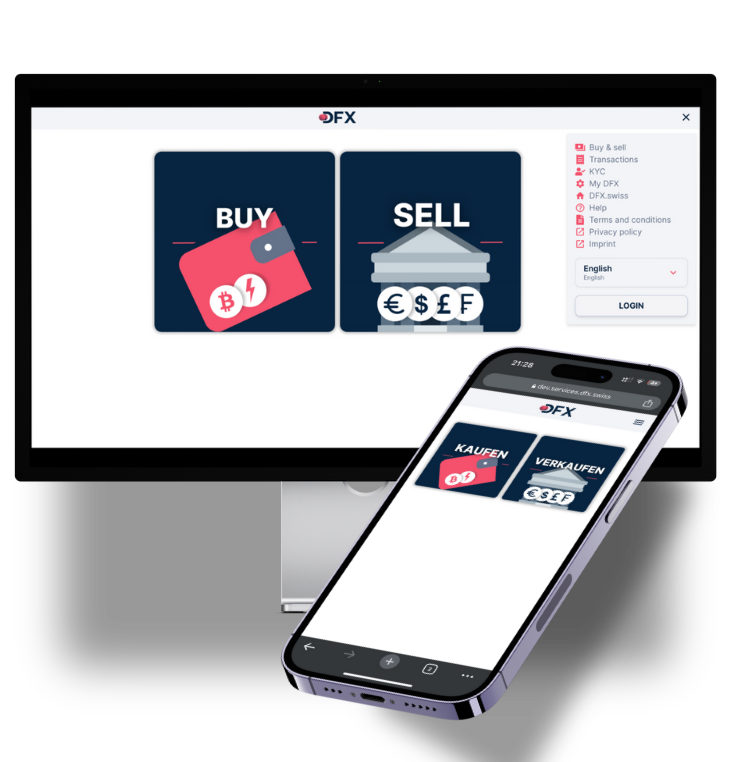 DFX
BUY
SELL
€ $ £ ₣
Buy & sell
Transactions
KYC
My DFX
DFX.swiss
Help
Terms and conditions
Privacy policy
Imprint
English
English
LOGIN
21:28
dev.services.dfx.swiss
DFX
KAUFEN
VERKAUFEN
€ $ £ ₣
2